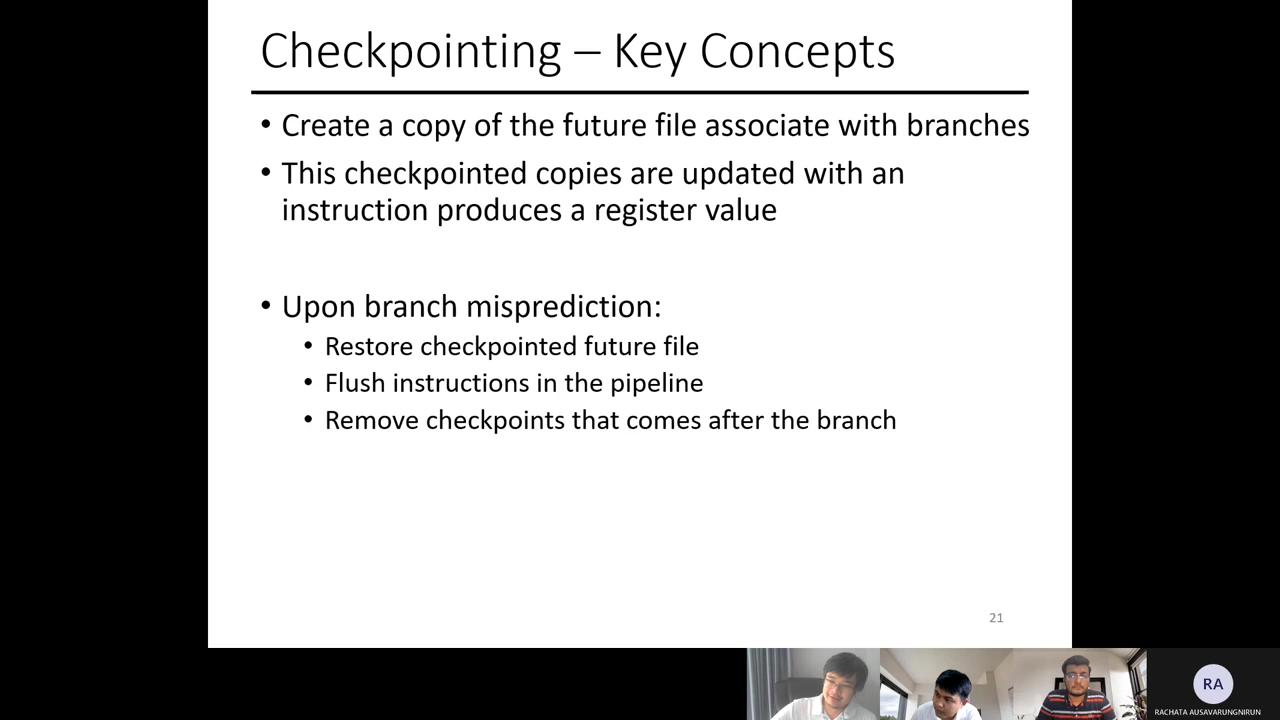 Checkpointing – Key Concepts
• Create a copy of the future file associate with branches
• This checkpointed copies are updated with an
instruction produces a register value
• Upon branch misprediction:
• Restore checkpointed future file
• Flush instructions in the pipeline
• Remove checkpoints that comes after the branch
21
RA
RACHATA AUSAVARUNGNIRUN